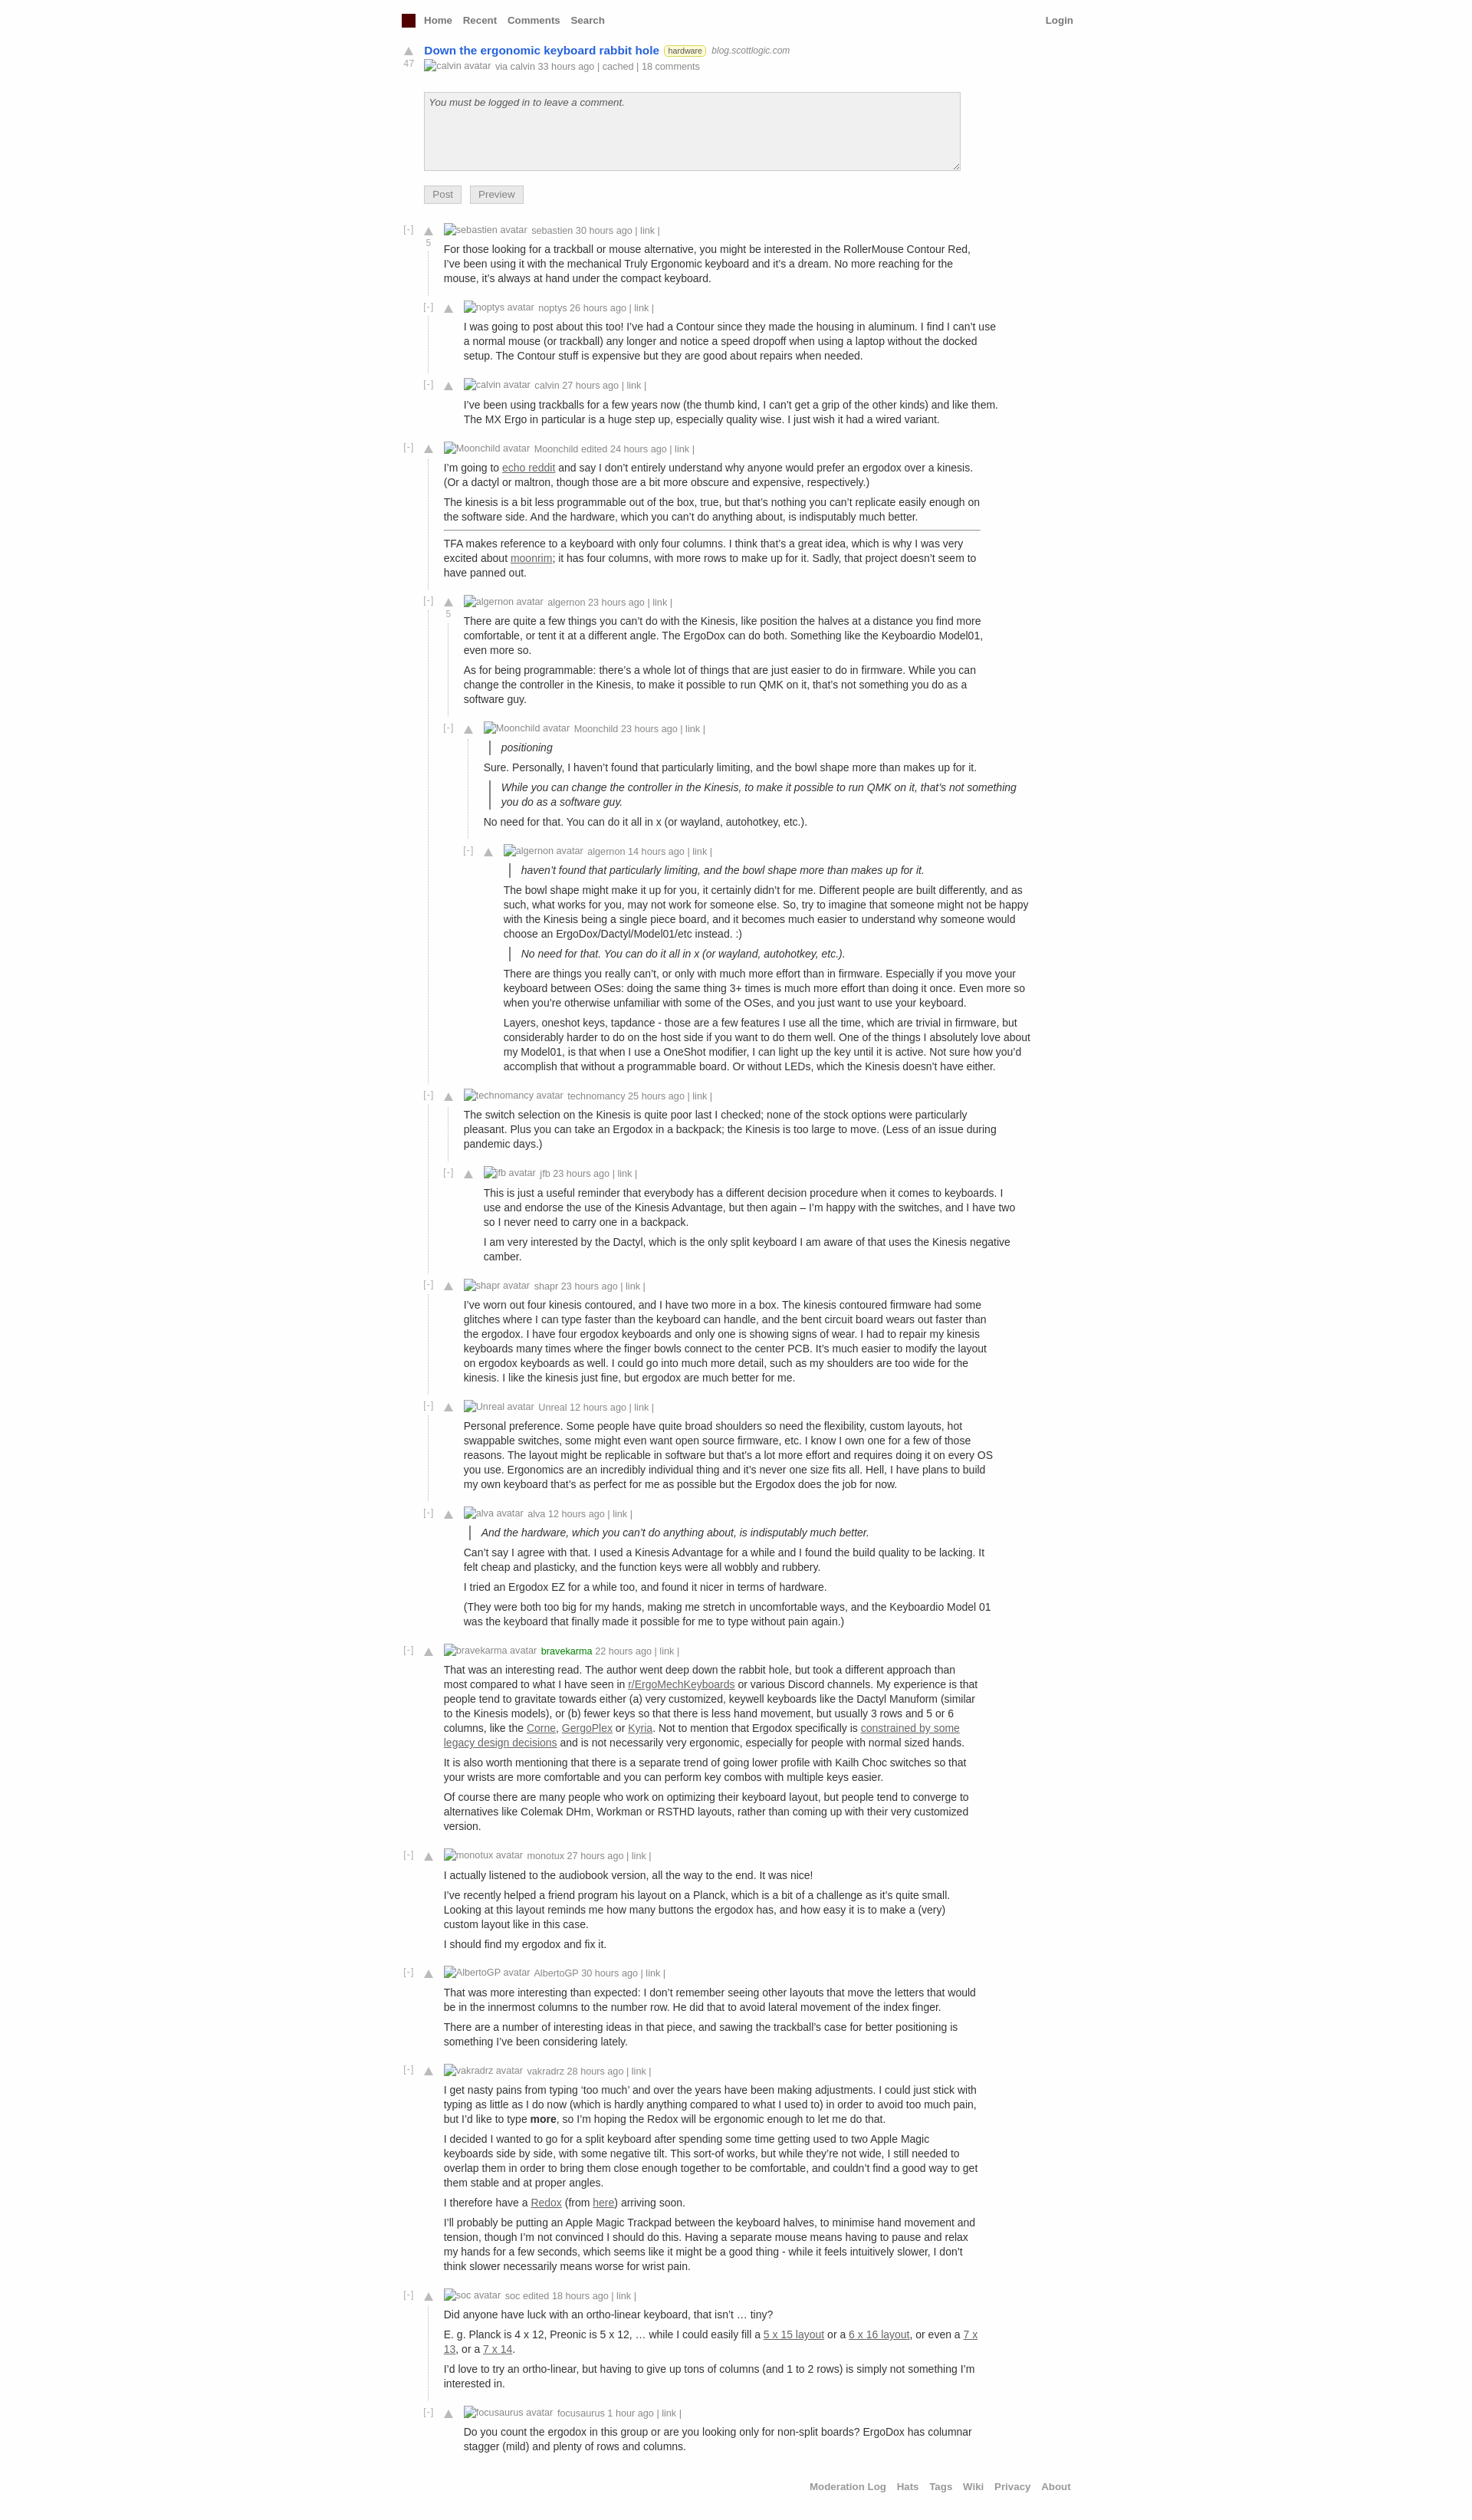 Home Recent Comments Search Login
Down the ergonomic keyboard rabbit hole hardware blog.scottlogic.com
47
calvin avatar via calvin 33 hours ago | cached | 18 comments
You must be logged in to leave a comment.
Post Preview
[-] sebastien avatar sebastien 30 hours ago | link |
5
For those looking for a trackball or mouse alternative, you might be interested in the RollerMouse Contour Red,
I’ve been using it with the mechanical Truly Ergonomic keyboard and it’s a dream. No more reaching for the
mouse, it’s always at hand under the compact keyboard.
[-] noptys avatar noptys 26 hours ago | link |
I was going to post about this too! I’ve had a Contour since they made the housing in aluminum. I find I can’t use
a normal mouse (or trackball) any longer and notice a speed dropoff when using a laptop without the docked
setup. The Contour stuff is expensive but they are good about repairs when needed.
[-] calvin avatar calvin 27 hours ago | link |
I’ve been using trackballs for a few years now (the thumb kind, I can’t get a grip of the other kinds) and like them.
The MX Ergo in particular is a huge step up, especially quality wise. I just wish it had a wired variant.
[-] Moonchild avatar Moonchild edited 24 hours ago | link |
I’m going to echo reddit and say I don’t entirely understand why anyone would prefer an ergodox over a kinesis.
(Or a dactyl or maltron, though those are a bit more obscure and expensive, respectively.)
The kinesis is a bit less programmable out of the box, true, but that’s nothing you can’t replicate easily enough on
the software side. And the hardware, which you can’t do anything about, is indisputably much better.
TFA makes reference to a keyboard with only four columns. I think that’s a great idea, which is why I was very
excited about moonrim; it has four columns, with more rows to make up for it. Sadly, that project doesn’t seem to
have panned out.
[-] algernon avatar algernon 23 hours ago | link |
5
There are quite a few things you can’t do with the Kinesis, like position the halves at a distance you find more
comfortable, or tent it at a different angle. The ErgoDox can do both. Something like the Keyboardio Model01,
even more so.
As for being programmable: there’s a whole lot of things that are just easier to do in firmware. While you can
change the controller in the Kinesis, to make it possible to run QMK on it, that’s not something you do as a
software guy.
[-] Moonchild avatar Moonchild 23 hours ago | link |
positioning
Sure. Personally, I haven’t found that particularly limiting, and the bowl shape more than makes up for it.
While you can change the controller in the Kinesis, to make it possible to run QMK on it, that’s not something
you do as a software guy.
No need for that. You can do it all in x (or wayland, autohotkey, etc.).
[-] algernon avatar algernon 14 hours ago | link |
haven’t found that particularly limiting, and the bowl shape more than makes up for it.
The bowl shape might make it up for you, it certainly didn’t for me. Different people are built differently, and as
such, what works for you, may not work for someone else. So, try to imagine that someone might not be happy
with the Kinesis being a single piece board, and it becomes much easier to understand why someone would
choose an ErgoDox/Dactyl/Model01/etc instead. :)
No need for that. You can do it all in x (or wayland, autohotkey, etc.).
There are things you really can’t, or only with much more effort than in firmware. Especially if you move your
keyboard between OSes: doing the same thing 3+ times is much more effort than doing it once. Even more so
when you’re otherwise unfamiliar with some of the OSes, and you just want to use your keyboard.
Layers, oneshot keys, tapdance - those are a few features I use all the time, which are trivial in firmware, but
considerably harder to do on the host side if you want to do them well. One of the things I absolutely love about
my Model01, is that when I use a OneShot modifier, I can light up the key until it is active. Not sure how you’d
accomplish that without a programmable board. Or without LEDs, which the Kinesis doesn’t have either.
[-] technomancy avatar technomancy 25 hours ago | link |
The switch selection on the Kinesis is quite poor last I checked; none of the stock options were particularly
pleasant. Plus you can take an Ergodox in a backpack; the Kinesis is too large to move. (Less of an issue during
pandemic days.)
[-] jfb avatar jfb 23 hours ago | link |
This is just a useful reminder that everybody has a different decision procedure when it comes to keyboards. I
use and endorse the use of the Kinesis Advantage, but then again – I’m happy with the switches, and I have two
so I never need to carry one in a backpack.
I am very interested by the Dactyl, which is the only split keyboard I am aware of that uses the Kinesis negative
camber.
[-] shapr avatar shapr 23 hours ago | link |
I’ve worn out four kinesis contoured, and I have two more in a box. The kinesis contoured firmware had some
glitches where I can type faster than the keyboard can handle, and the bent circuit board wears out faster than
the ergodox. I have four ergodox keyboards and only one is showing signs of wear. I had to repair my kinesis
keyboards many times where the finger bowls connect to the center PCB. It’s much easier to modify the layout
on ergodox keyboards as well. I could go into much more detail, such as my shoulders are too wide for the
kinesis. I like the kinesis just fine, but ergodox are much better for me.
[-] Unreal avatar Unreal 12 hours ago | link |
Personal preference. Some people have quite broad shoulders so need the flexibility, custom layouts, hot
swappable switches, some might even want open source firmware, etc. I know I own one for a few of those
reasons. The layout might be replicable in software but that’s a lot more effort and requires doing it on every OS
you use. Ergonomics are an incredibly individual thing and it’s never one size fits all. Hell, I have plans to build
my own keyboard that’s as perfect for me as possible but the Ergodox does the job for now.
[-] alva avatar alva 12 hours ago | link |
And the hardware, which you can’t do anything about, is indisputably much better.
Can’t say I agree with that. I used a Kinesis Advantage for a while and I found the build quality to be lacking. It
felt cheap and plasticky, and the function keys were all wobbly and rubbery.
I tried an Ergodox EZ for a while too, and found it nicer in terms of hardware.
(They were both too big for my hands, making me stretch in uncomfortable ways, and the Keyboardio Model 01
was the keyboard that finally made it possible for me to type without pain again.)
[-] bravekarma avatar bravekarma 22 hours ago | link |
That was an interesting read. The author went deep down the rabbit hole, but took a different approach than
most compared to what I have seen in r/ErgoMechKeyboards or various Discord channels. My experience is that
people tend to gravitate towards either (a) very customized, keywell keyboards like the Dactyl Manuform (similar
to the Kinesis models), or (b) fewer keys so that there is less hand movement, but usually 3 rows and 5 or 6
columns, like the Corne, GergoPlex or Kyria. Not to mention that Ergodox specifically is constrained by some
legacy design decisions and is not necessarily very ergonomic, especially for people with normal sized hands.
It is also worth mentioning that there is a separate trend of going lower profile with Kailh Choc switches so that
your wrists are more comfortable and you can perform key combos with multiple keys easier.
Of course there are many people who work on optimizing their keyboard layout, but people tend to converge to
alternatives like Colemak DHm, Workman or RSTHD layouts, rather than coming up with their very customized
version.
[-] monotux avatar monotux 27 hours ago | link |
I actually listened to the audiobook version, all the way to the end. It was nice!
I’ve recently helped a friend program his layout on a Planck, which is a bit of a challenge as it’s quite small.
Looking at this layout reminds me how many buttons the ergodox has, and how easy it is to make a (very)
custom layout like in this case.
I should find my ergodox and fix it.
[-] AlbertoGP avatar AlbertoGP 30 hours ago | link |
That was more interesting than expected: I don’t remember seeing other layouts that move the letters that would
be in the innermost columns to the number row. He did that to avoid lateral movement of the index finger.
There are a number of interesting ideas in that piece, and sawing the trackball’s case for better positioning is
something I’ve been considering lately.
[-] vakradrz avatar vakradrz 28 hours ago | link |
I get nasty pains from typing ‘too much’ and over the years have been making adjustments. I could just stick with
typing as little as I do now (which is hardly anything compared to what I used to) in order to avoid too much pain,
but I’d like to type more, so I’m hoping the Redox will be ergonomic enough to let me do that.
I decided I wanted to go for a split keyboard after spending some time getting used to two Apple Magic
keyboards side by side, with some negative tilt. This sort-of works, but while they’re not wide, I still needed to
overlap them in order to bring them close enough together to be comfortable, and couldn’t find a good way to get
them stable and at proper angles.
I therefore have a Redox (from here) arriving soon.
I’ll probably be putting an Apple Magic Trackpad between the keyboard halves, to minimise hand movement and
tension, though I’m not convinced I should do this. Having a separate mouse means having to pause and relax
my hands for a few seconds, which seems like it might be a good thing - while it feels intuitively slower, I don’t
think slower necessarily means worse for wrist pain.
[-] soc avatar soc edited 18 hours ago | link |
Did anyone have luck with an ortho-linear keyboard, that isn’t … tiny?
E. g. Planck is 4 x 12, Preonic is 5 x 12, … while I could easily fill a 5 x 15 layout or a 6 x 16 layout, or even a 7 x
13, or a 7 x 14.
I’d love to try an ortho-linear, but having to give up tons of columns (and 1 to 2 rows) is simply not something I’m
interested in.
[-] focusaurus avatar focusaurus 1 hour ago | link |
Do you count the ergodox in this group or are you looking only for non-split boards? ErgoDox has columnar
stagger (mild) and plenty of rows and columns.
Moderation Log Hats Tags Wiki Privacy About